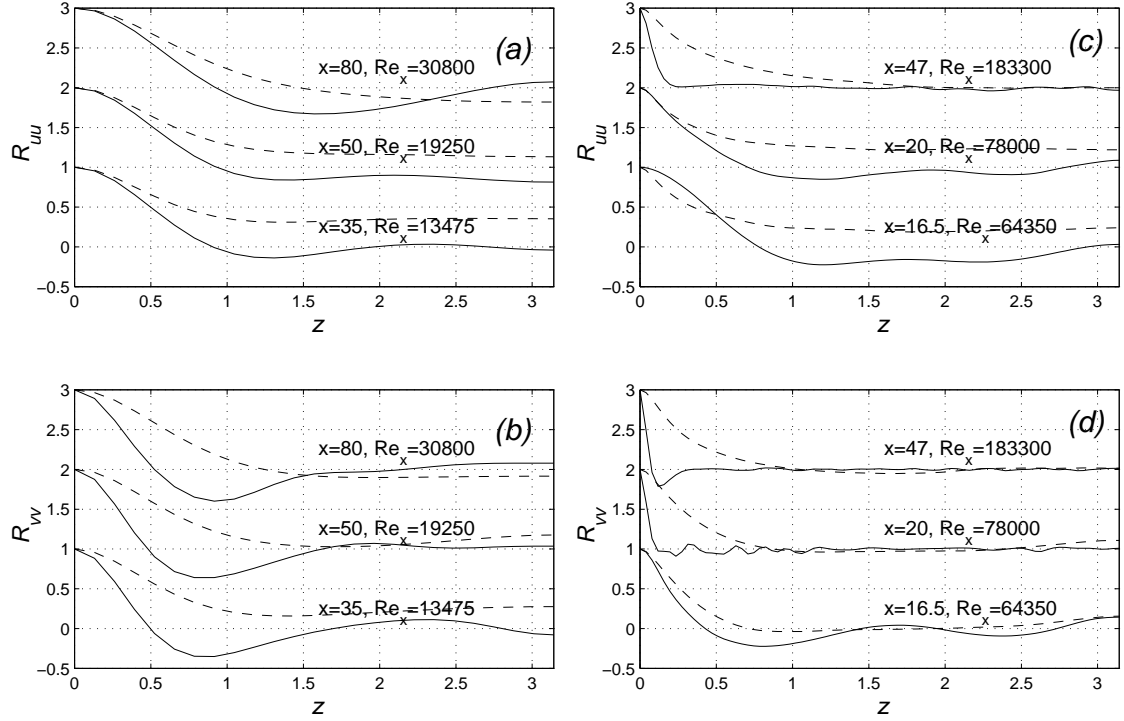 (a)
R_uu
3
2.5
2
1.5
1
0.5
0
−0.5
x=80, Re_x=30800
x=50, Re_x=19250
x=35, Re_x=13475
0 0.5 1 1.5 2 2.5 3
z
(c)
R_uu
3
2.5
2
1.5
1
0.5
0
−0.5
x=47, Re_x=183300
x=20, Re_x=78000
x=16.5, Re_x=64350
0 0.5 1 1.5 2 2.5 3
z
(b)
R_vv
3
2.5
2
1.5
1
0.5
0
−0.5
x=80, Re_x=30800
x=50, Re_x=19250
x=35, Re_x=13475
0 0.5 1 1.5 2 2.5 3
z
(d)
R_vv
3
2.5
2
1.5
1
0.5
0
−0.5
x=47, Re_x=183300
x=20, Re_x=78000
x=16.5, Re_x=64350
0 0.5 1 1.5 2 2.5 3
z